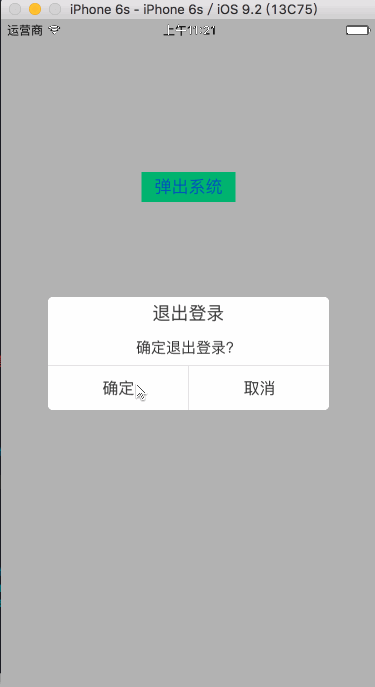 iPhone 6s - iPhone 6s / iOS 9.2 (13C75)
运营商 上午11:21
弹出系统
退出登录
确定退出登录?
确定 取消